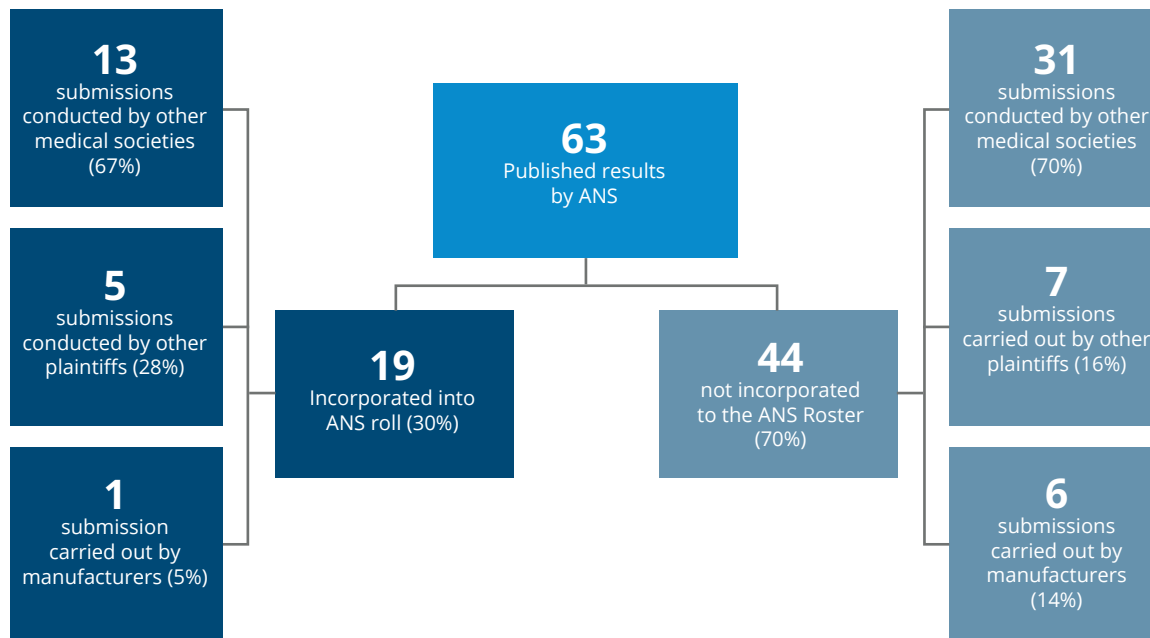 63
Published results
by ANS
13
submissions
conducted by other
medical societies
(67%)
5
submissions
conducted by other
plaintiffs (28%)
1
submission
carried out by
manufacturers (5%)
19
Incorporated into
ANS roll (30%)
44
not incorporated
to the ANS Roster
(70%)
31
submissions
conducted by other
medical societies
(70%)
7
submissions
carried out by other
plaintiffs (16%)
6
submissions
carried out by
manufacturers
(14%)